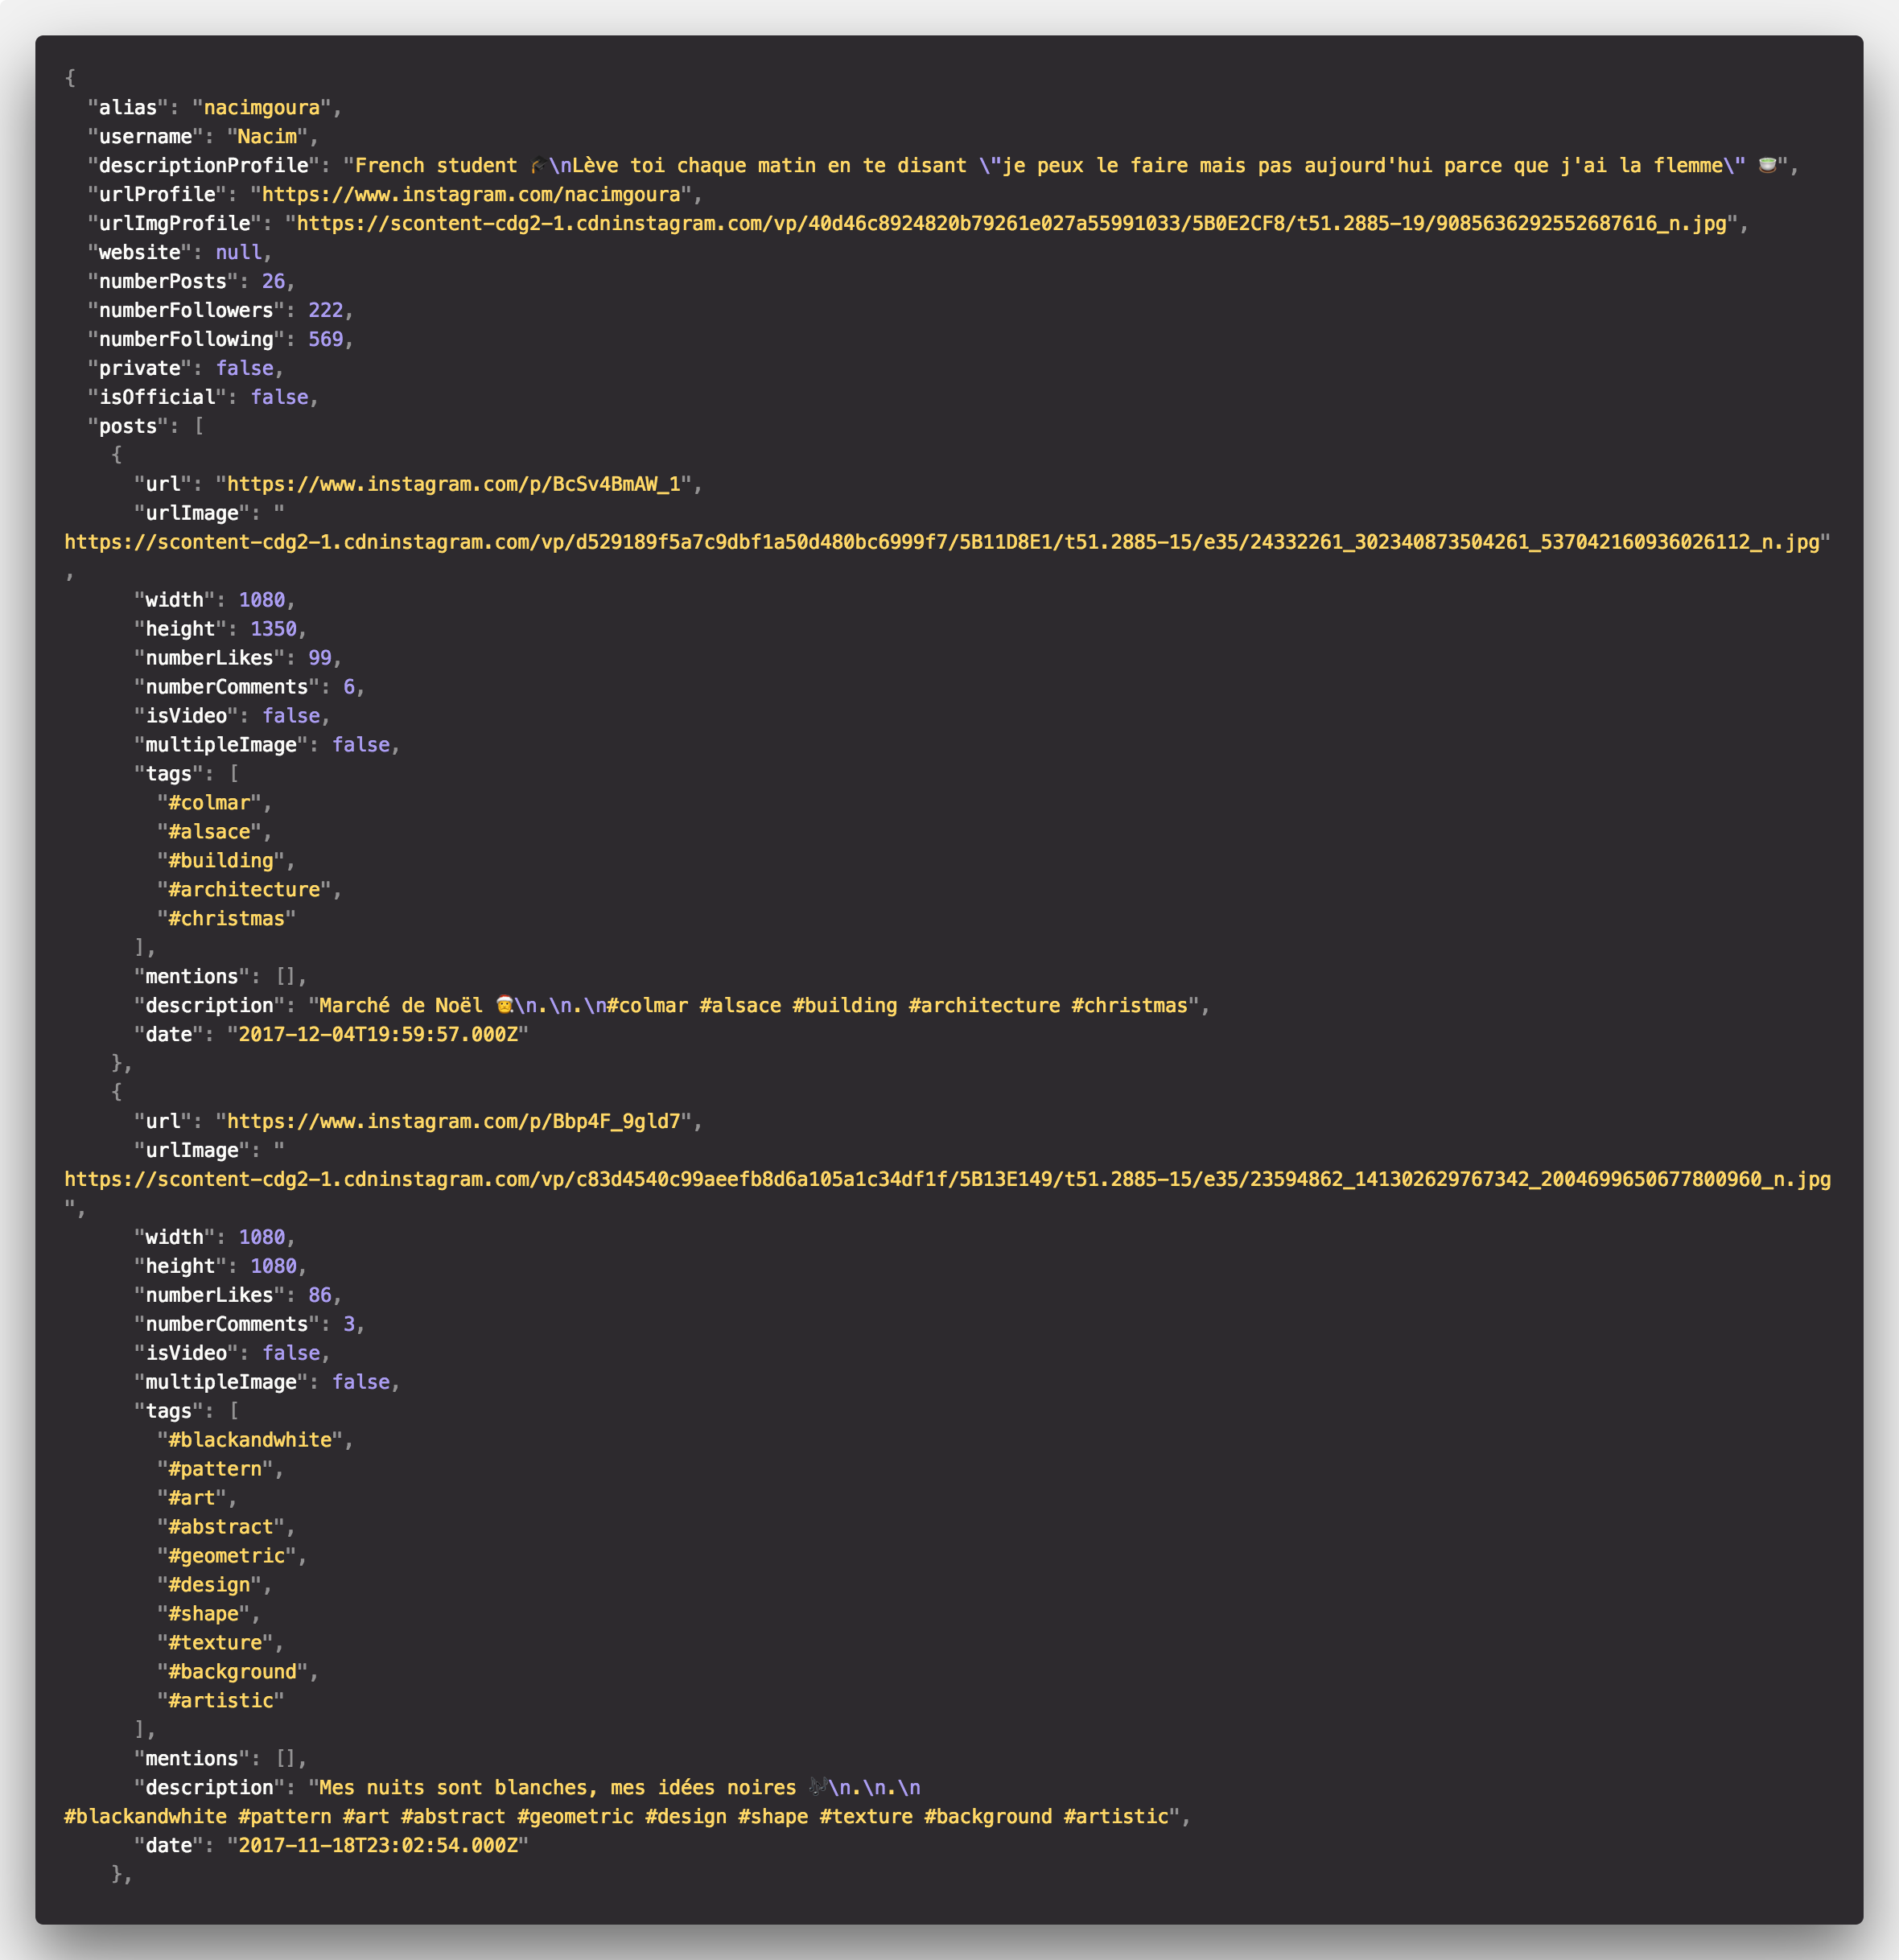 {
"alias": "nacimgoura",
"username": "Nacim",
"descriptionProfile": "French student 🎓\nLève toi chaque matin en te disant \"je peux le faire mais pas aujourd'hui parce que j'ai la flemme\" 🍵",
"urlProfile": "https://www.instagram.com/nacimgoura",
"urlImgProfile": "https://scontent-cdg2-1.cdninstagram.com/vp/40d46c8924820b79261e027a55991033/5B0E2CF8/t51.2885-19/9085636292552687616_n.jpg",
"website": null,
"numberPosts": 26,
"numberFollowers": 222,
"numberFollowing": 569,
"private": false,
"isOfficial": false,
"posts": [
{
"url": "https://www.instagram.com/p/BcSv4BmAW_1",
"urlImage": "
https://scontent-cdg2-1.cdninstagram.com/vp/d529189f5a7c9dbf1a50d480bc6999f7/5B11D8E1/t51.2885-15/e35/24332261_302340873504261_537042160936026112_n.jpg"
,
"width": 1080,
"height": 1350,
"numberLikes": 99,
"numberComments": 6,
"isVideo": false,
"multipleImage": false,
"tags": [
"#colmar",
"#alsace",
"#building",
"#architecture",
"#christmas"
],
"mentions": [],
"description": "Marché de Noël 🎅\n.\n.\n#colmar #alsace #building #architecture #christmas",
"date": "2017-12-04T19:59:57.000Z"
},
{
"url": "https://www.instagram.com/p/Bbp4F_9gld7",
"urlImage": "
https://scontent-cdg2-1.cdninstagram.com/vp/c83d4540c99aeefb8d6a105a1c34df1f/5B13E149/t51.2885-15/e35/23594862_141302629767342_2004699650677800960_n.jpg
",
"width": 1080,
"height": 1080,
"numberLikes": 86,
"numberComments": 3,
"isVideo": false,
"multipleImage": false,
"tags": [
"#blackandwhite",
"#pattern",
"#art",
"#abstract",
"#geometric",
"#design",
"#shape",
"#texture",
"#background",
"#artistic"
],
"mentions": [],
"description": "Mes nuits sont blanches, mes idées noires 🎶\n.\n.\n
#blackandwhite #pattern #art #abstract #geometric #design #shape #texture #background #artistic",
"date": "2017-11-18T23:02:54.000Z"
},